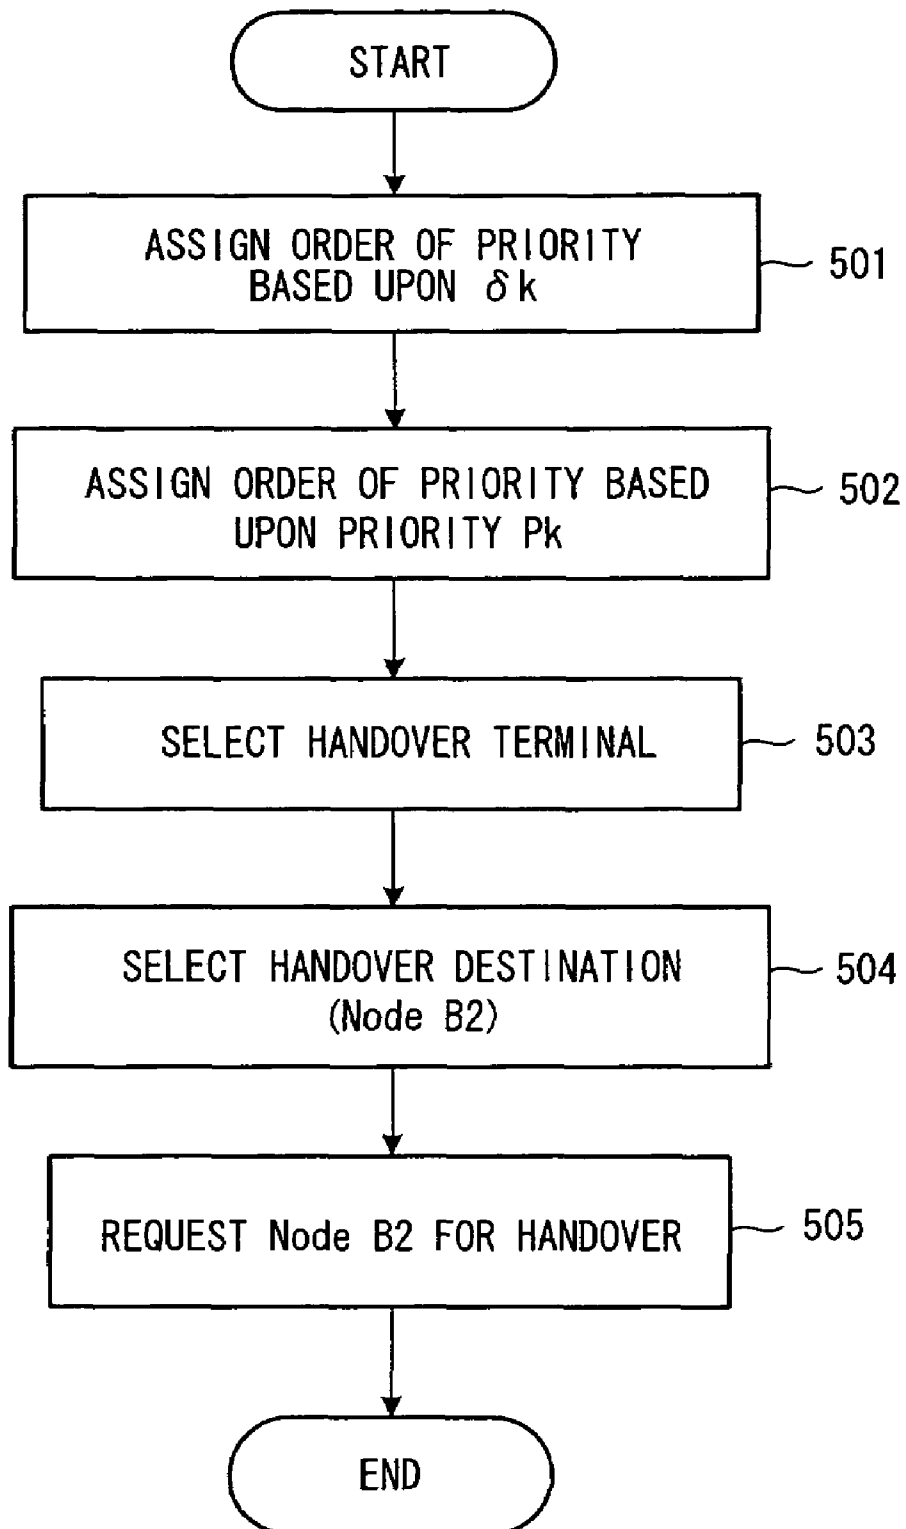 START
ASSIGN ORDER OF PRIORITY
BASED UPON δk
501
ASSIGN ORDER OF PRIORITY BASED
UPON PRIORITY Pk
502
SELECT HANDOVER TERMINAL
503
SELECT HANDOVER DESTINATION
(Node B2)
504
REQUEST Node B2 FOR HANDOVER
505
END